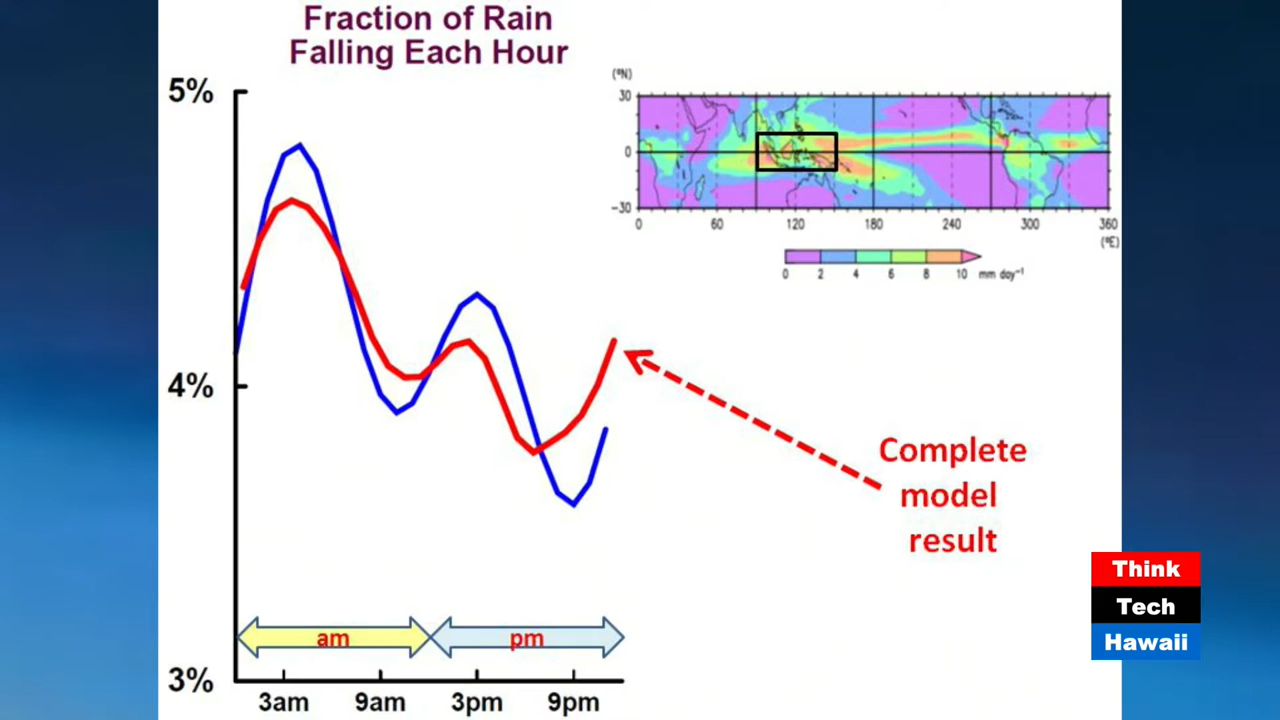 Fraction of Rain
Falling Each Hour
5%
4%
3%
am
pm
3am
9am
3pm
9pm
(°N)
30
0
−30
0
60
120
180
240
300
360
(°E)
0
2
4
6
8
10
mm day⁻¹
Complete
model
result
Think
Tech
Hawaii